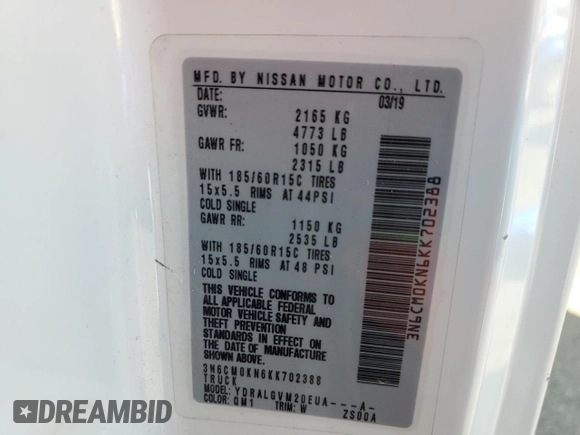 MFD. BY NISSAN MOTOR CO., LTD.
DATE: 03/19
GVWR: 2165 KG
4773 LB
GAWR FR: 1050 KG
2315 LB
WITH 185/60R15C TIRES
15x5.5 RIMS AT 44PSI
COLD SINGLE
GAWR RR: 1150 KG
2535 LB
WITH 185/60R15C TIRES
15x5.5 RIMS AT 48 PSI
COLD SINGLE
THIS VEHICLE CONFORMS TO
ALL APPLICABLE FEDERAL
MOTOR VEHICLE SAFETY AND
THEFT PREVENTION
STANDARDS IN EFFECT ON
THE DATE OF MANUFACTURE
SHOWN ABOVE.
3N6CM0KN6KK702388
TRUCK
MODEL: YDRALGVM20EUA---A-
COLOR: QM1 TRIM: W ZS00A
3N6CM0KN6KK702388
DREAMBID